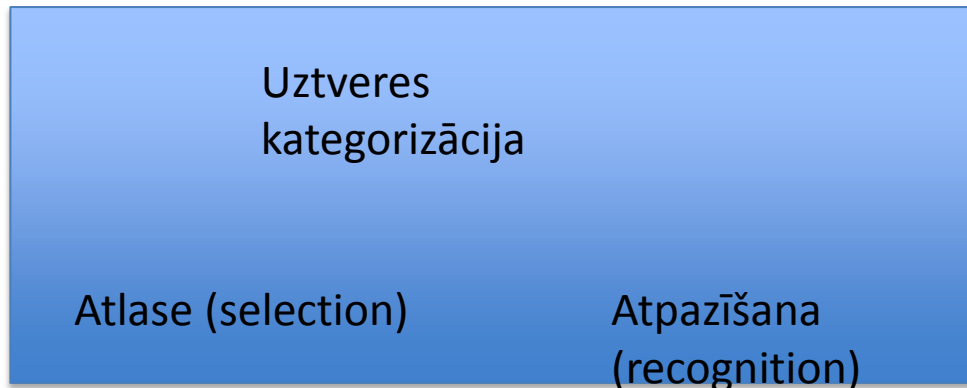 Uztveres
kategorizācija
Atlase (selection)
Atpazīšana
(recognition)